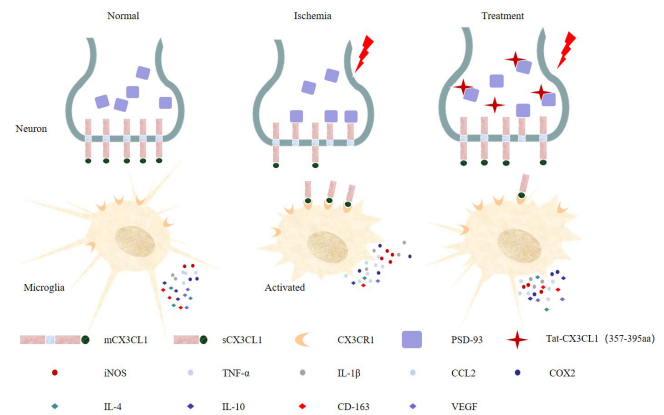 Normal Ischemia Treatment
Neuron
Microglia Activated
mCX3CL1 sCX3CL1 CX3CR1 PSD-93 Tat-CX3CL1 (357-395aa)
iNOS TNF-α IL-1β CCL2 COX2
IL-4 IL-10 CD-163 VEGF